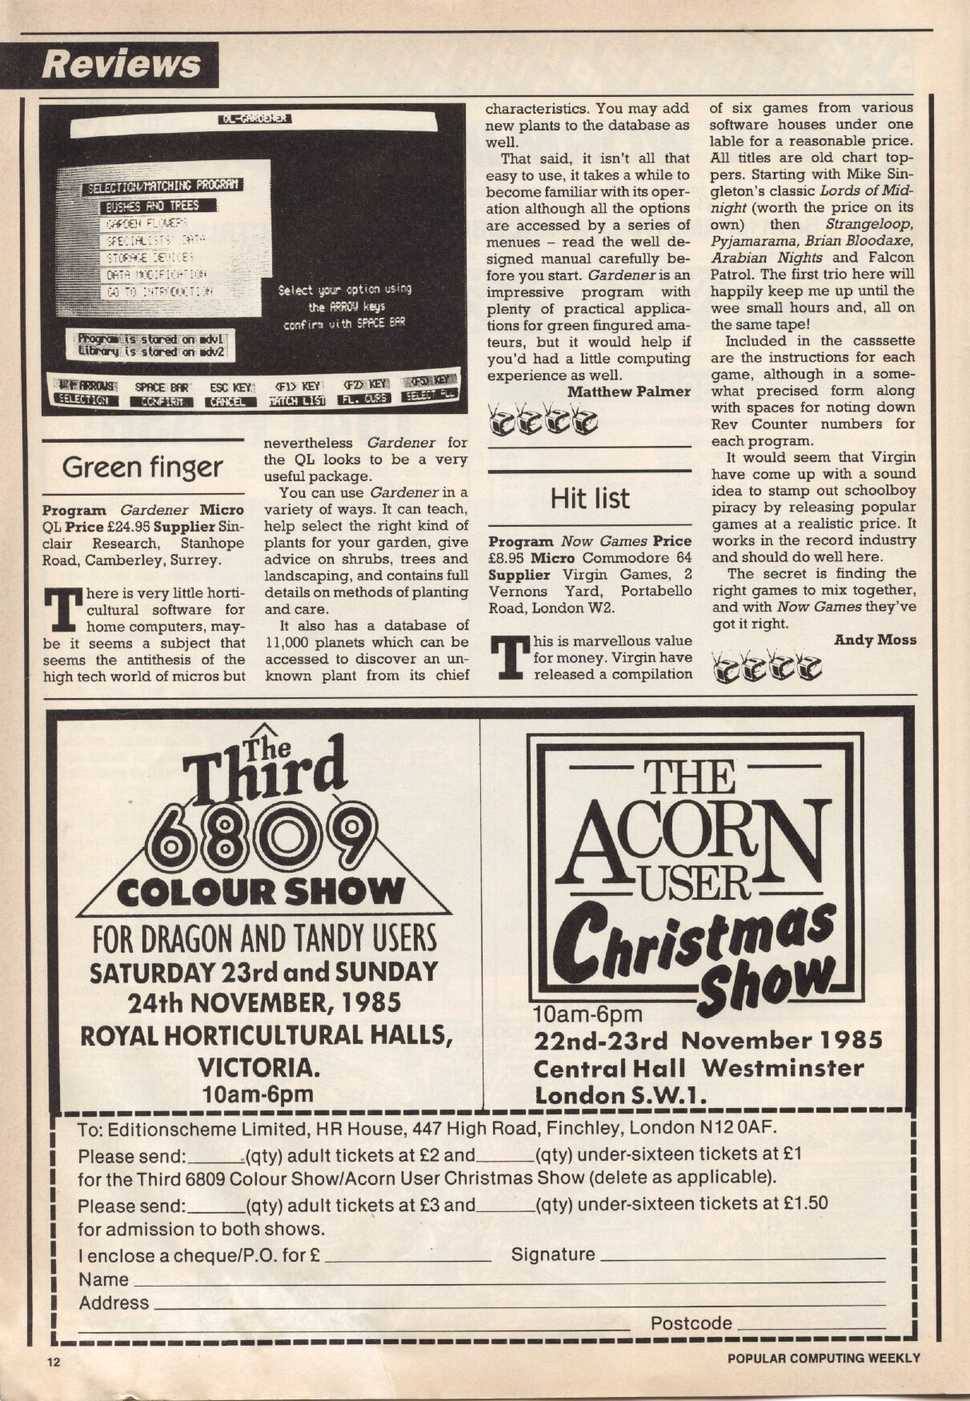 Reviews
QL-GARDENER
SELECTION/MATCHING PROGRAM
BUSHES AND TREES
GARDEN FLOWERS
SPECIALISTS' DATA
STORAGE DEVICES
DATA MODIFICATION
GO TO INTRODUCTION
Select your option using
the ARROW keys
confirm with SPACE BAR
Program is stored on mdv1
Library is stored on mdv2
ARROWS SPACE BAR ESC KEY <F1> KEY <F2> KEY <F5> KEY
SELECTION CONFIRM CANCEL MATCH LIST FL. CURS SELECT ALL
Green finger
Program Gardener Micro
QL Price £24.95 Supplier Sin-
clair Research, Stanhope
Road, Camberley, Surrey.
There is very little horti-
cultural software for
home computers, may-
be it seems a subject that
seems the antithesis of the
high tech world of micros but
nevertheless Gardener for
the QL looks to be a very
useful package.
You can use Gardener in a
variety of ways. It can teach,
help select the right kind of
plants for your garden, give
advice on shrubs, trees and
landscaping, and contains full
details on methods of planting
and care.
It also has a database of
11,000 planets which can be
accessed to discover an un-
known plant from its chief
characteristics. You may add
new plants to the database as
well.
That said, it isn't all that
easy to use, it takes a while to
become familiar with its oper-
ation although all the options
are accessed by a series of
menues – read the well de-
signed manual carefully be-
fore you start. Gardener is an
impressive program with
plenty of practical applica-
tions for green fingured ama-
teurs, but it would help if
you'd had a little computing
experience as well.
Matthew Palmer
Hit list
Program Now Games Price
£8.95 Micro Commodore 64
Supplier Virgin Games, 2
Vernons Yard, Portabello
Road, London W2.
This is marvellous value
for money. Virgin have
released a compilation
of six games from various
software houses under one
lable for a reasonable price.
All titles are old chart top-
pers. Starting with Mike Sin-
gleton's classic Lords of Mid-
night (worth the price on its
own) then Strangeloop,
Pyjamarama, Brian Bloodaxe,
Arabian Nights and Falcon
Patrol. The first trio here will
happily keep me up until the
wee small hours and, all on
the same tape!
Included in the casssette
are the instructions for each
game, although in a some-
what precised form along
with spaces for noting down
Rev Counter numbers for
each program.
It would seem that Virgin
have come up with a sound
idea to stamp out schoolboy
piracy by releasing popular
games at a realistic price. It
works in the record industry
and should do well here.
The secret is finding the
right games to mix together,
and with Now Games they've
got it right.
Andy Moss
The
Third
6809
COLOUR SHOW
FOR DRAGON AND TANDY USERS
SATURDAY 23rd and SUNDAY
24th NOVEMBER, 1985
ROYAL HORTICULTURAL HALLS,
VICTORIA.
10am-6pm
THE
ACORN
USER
Christmas
Show
10am-6pm
22nd-23rd November 1985
Central Hall Westminster
London S.W.1.
To: Editionscheme Limited, HR House, 447 High Road, Finchley, London N12 0AF.
Please send:______(qty) adult tickets at £2 and______(qty) under-sixteen tickets at £1
for the Third 6809 Colour Show/Acorn User Christmas Show (delete as applicable).
Please send:______(qty) adult tickets at £3 and______(qty) under-sixteen tickets at £1.50
for admission to both shows.
I enclose a cheque/P.O. for £ ________ Signature ________
Name ________
Address ________
Postcode ________
12
POPULAR COMPUTING WEEKLY